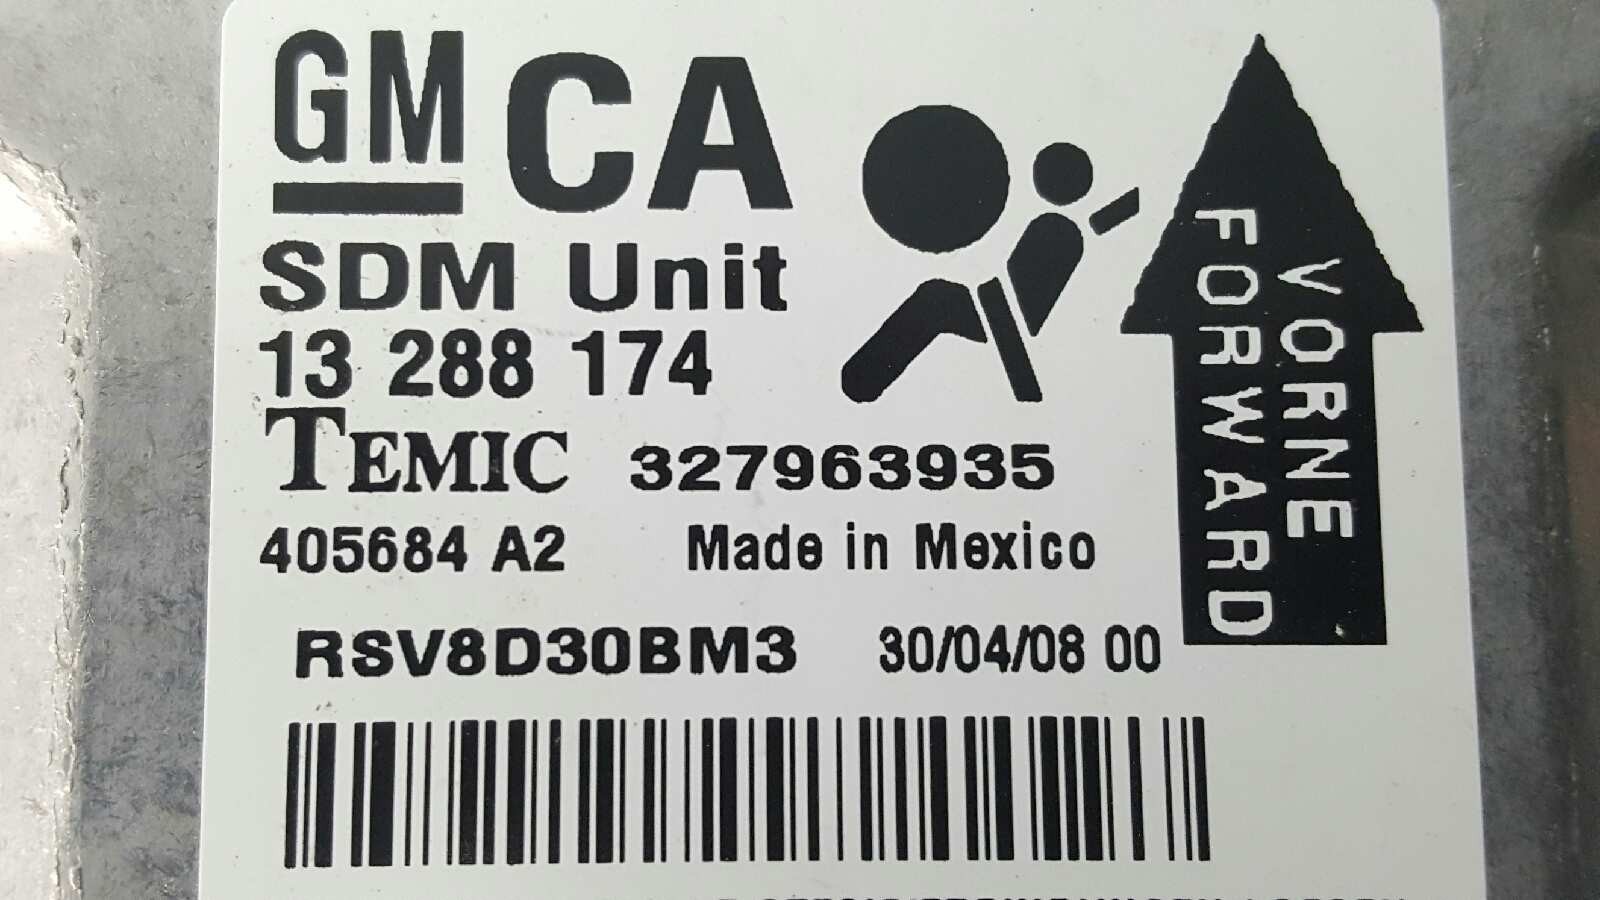 GM CA
SDM Unit
13 288 174
TEMIC 327963935
405684 A2 Made in Mexico
RSV8D30BM3 30/04/08 00
VORNE
FORWARD